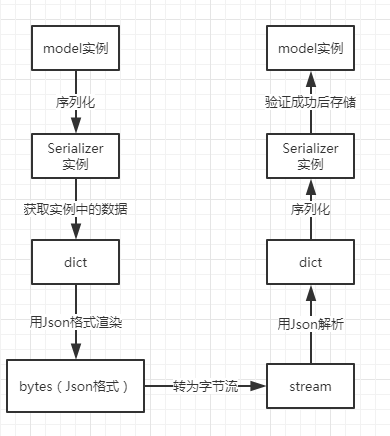 model实例
序列化
Serializer
实例
获取实例中的数据
dict
用Json格式渲染
bytes（Json格式）
转为字节流
stream
用Json解析
dict
序列化
Serializer
实例
验证成功后存储
model实例